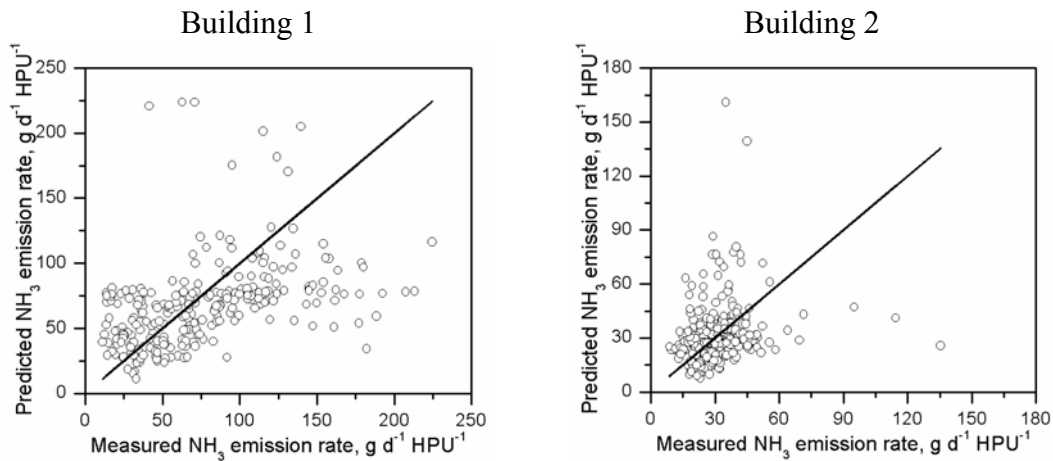 Building 1
Building 2
Predicted NH₃ emission rate, g d⁻¹ HPU⁻¹
250
200
150
100
50
0
0 50 100 150 200 250
Measured NH₃ emission rate, g d⁻¹ HPU⁻¹
Predicted NH₃ emission rate, g d⁻¹ HPU⁻¹
180
150
120
90
60
30
0
0 30 60 90 120 150 180
Measured NH₃ emission rate, g d⁻¹ HPU⁻¹